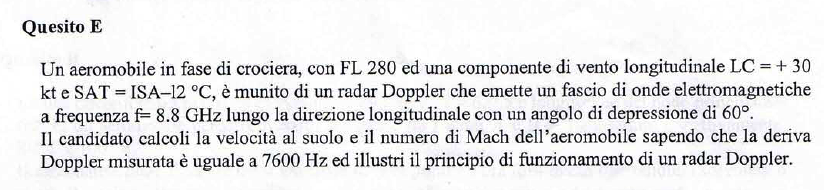 Quesito E
Un aeromobile in fase di crociera, con FL 280 ed una componente di vento longitudinale LC = + 30
kt e SAT = ISA–12 °C, è munito di un radar Doppler che emette un fascio di onde elettromagnetiche
a frequenza f= 8.8 GHz lungo la direzione longitudinale con un angolo di depressione di 60°.
Il candidato calcoli la velocità al suolo e il numero di Mach dell'aeromobile sapendo che la deriva
Doppler misurata è uguale a 7600 Hz ed illustri il principio di funzionamento di un radar Doppler.